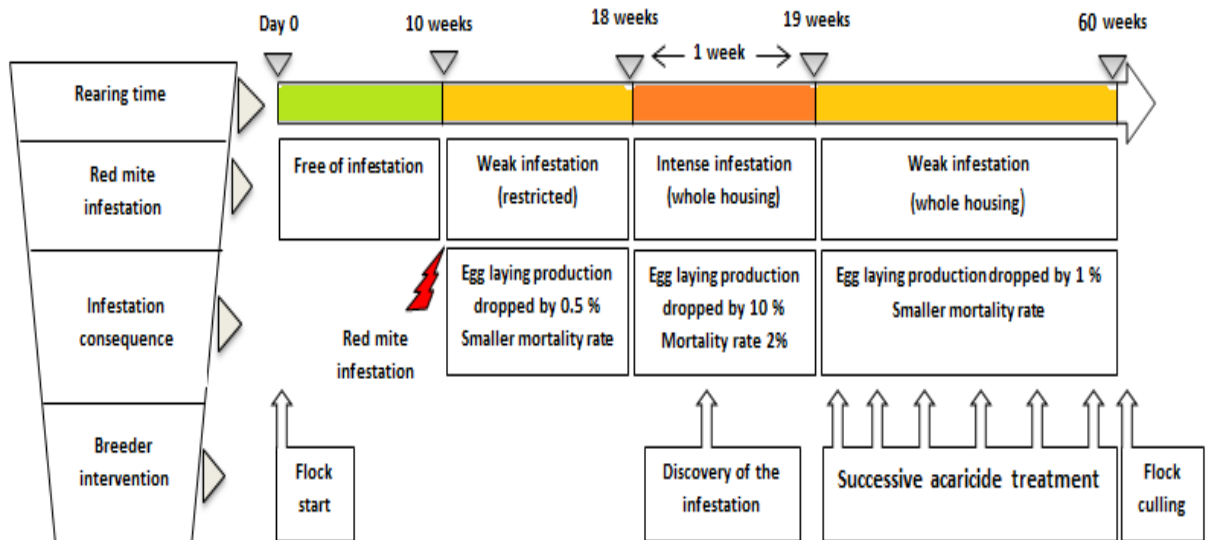 Day 0
10 weeks
18 weeks
19 weeks
60 weeks
1 week
Rearing time
Red mite
infestation
Free of infestation
Weak infestation
(restricted)
Intense infestation
(whole housing)
Weak infestation
(whole housing)
Infestation
consequence
Red mite
infestation
Egg laying production
dropped by 0.5 %
Smaller mortality rate
Egg laying production
dropped by 10 %
Mortality rate 2%
Egg laying production dropped by 1 %
Smaller mortality rate
Breeder
intervention
Flock
start
Discovery of the
infestation
Successive acaricide treatment
Flock
culling